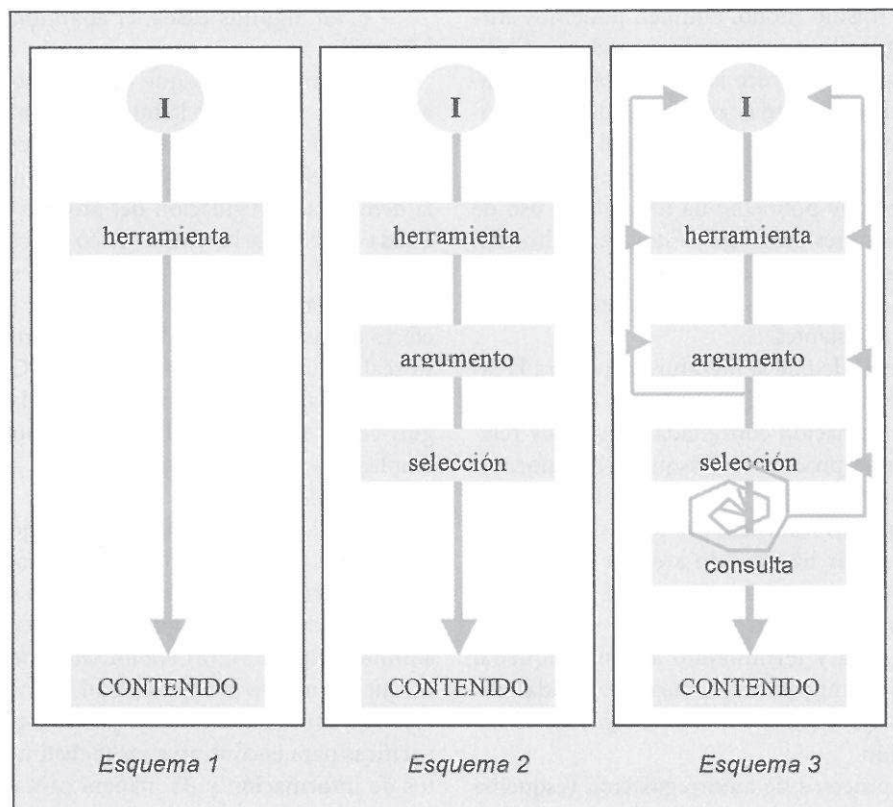 I
herramienta
CONTENIDO
Esquema 1
I
herramienta
argumento
selección
CONTENIDO
Esquema 2
I
herramienta
argumento
selección
consulta
CONTENIDO
Esquema 3